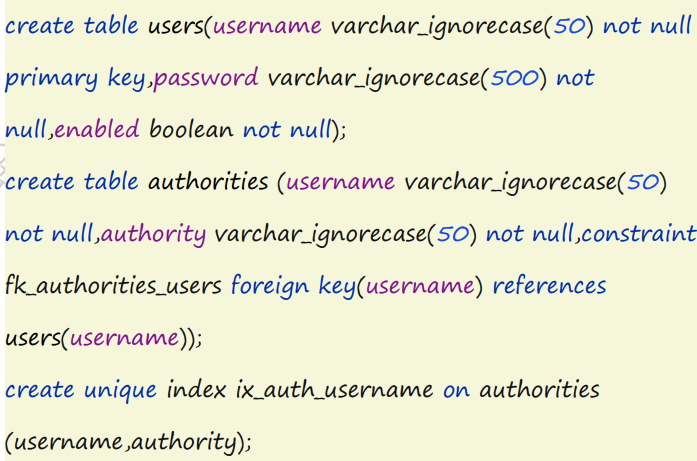 create table users(username varchar_ignorecase(50) not null
primary key,password varchar_ignorecase(500) not
null,enabled boolean not null);
create table authorities (username varchar_ignorecase(50)
not null,authority varchar_ignorecase(50) not null,constraint
fk_authorities_users foreign key(username) references
users(username));
create unique index ix_auth_username on authorities
(username,authority);